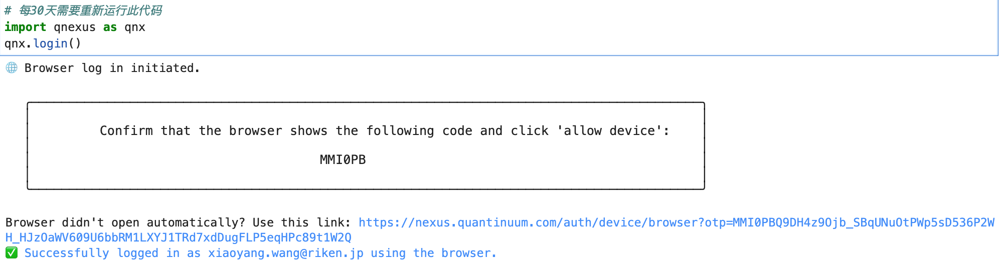 # 每30天需要重新运行此代码
import qnexus as qnx
qnx.login()
🌐 Browser log in initiated.
Confirm that the browser shows the following code and click 'allow device':
MMI0PB
Browser didn't open automatically? Use this link: https://nexus.quantinuum.com/auth/device/browser?otp=MMI0PBQ9DH4z9Ojb_SBqUNuOtPWp5sD536P2W
H_HJzOaWV609U6bbRM1LXYJ1TRd7xdDugFLP5eqHPc89t1W2Q
✅ Successfully logged in as xiaoyang.wang@riken.jp using the browser.